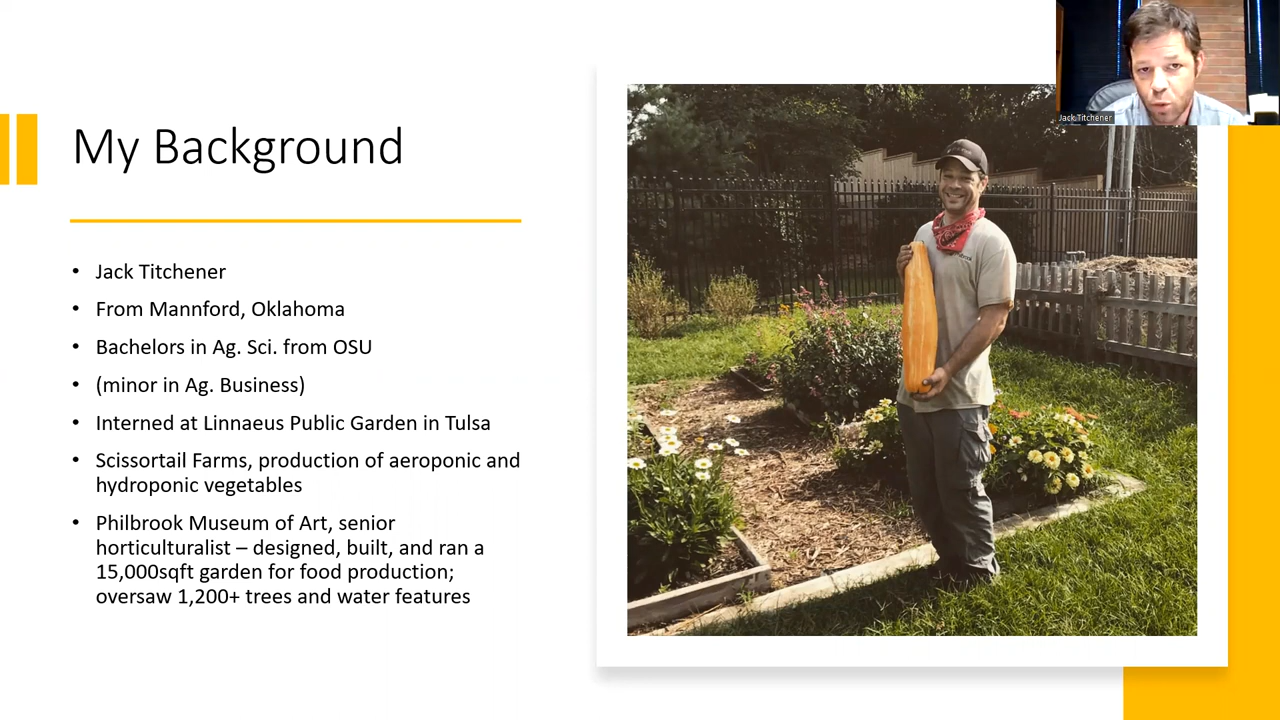 My Background
• Jack Titchener
• From Mannford, Oklahoma
• Bachelors in Ag. Sci. from OSU
• (minor in Ag. Business)
• Interned at Linnaeus Public Garden in Tulsa
• Scissortail Farms, production of aeroponic and
hydroponic vegetables
• Philbrook Museum of Art, senior
horticulturalist – designed, built, and ran a
15,000sqft garden for food production;
oversaw 1,200+ trees and water features
Jack Titchener